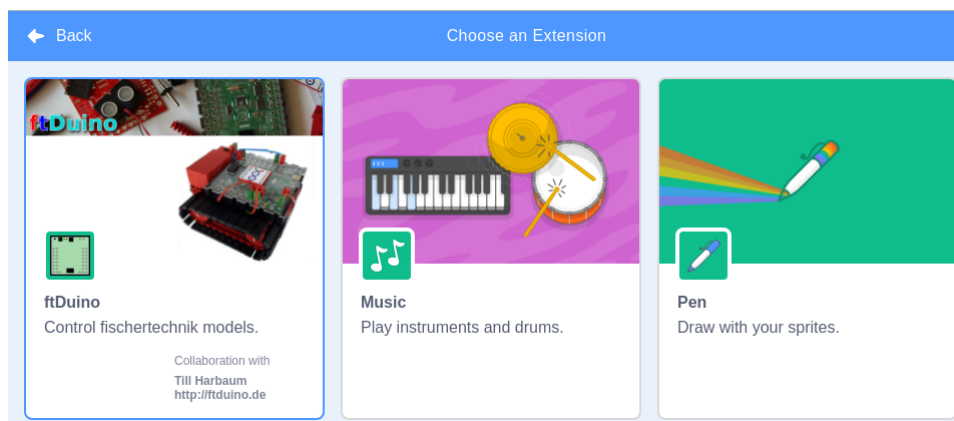 Back
Choose an Extension
ftDuino
ftDuino
Control fischertechnik models.
Collaboration with
Till Harbaum
http://ftduino.de
Music
Play instruments and drums.
Pen
Draw with your sprites.